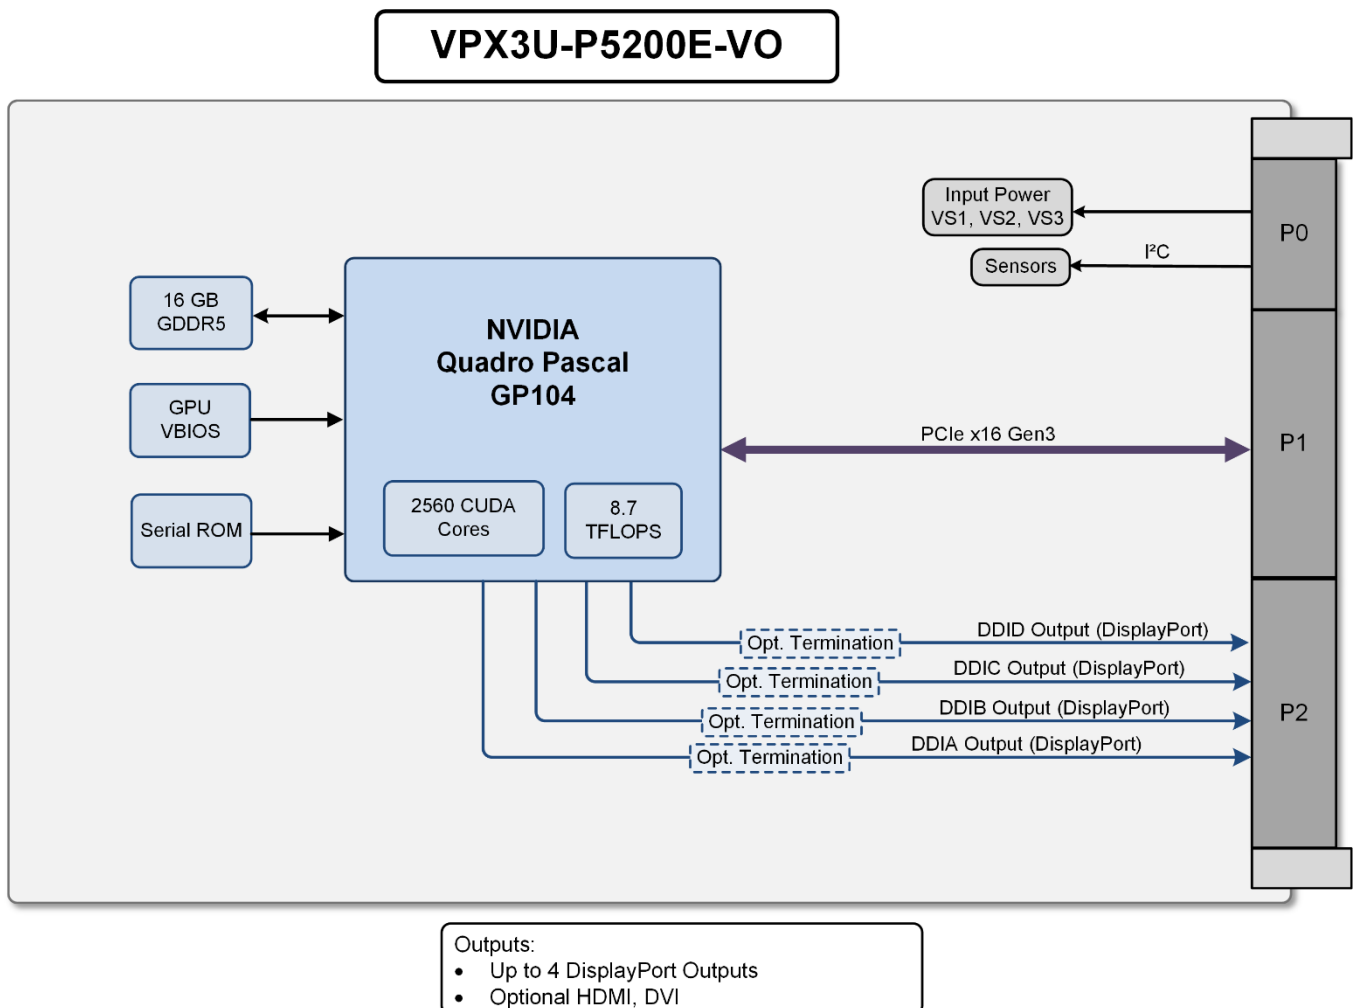 VPX3U-P5200E-VO
Input Power
VS1, VS2, VS3
P0
I²C
Sensors
16 GB
GDDR5
NVIDIA
Quadro Pascal
GP104
GPU
VBIOS
PCIe x16 Gen3
P1
2560 CUDA
Cores
8.7
TFLOPS
Serial ROM
Opt. Termination
DDID Output (DisplayPort)
Opt. Termination
DDIC Output (DisplayPort)
Opt. Termination
DDIB Output (DisplayPort)
Opt. Termination
DDIA Output (DisplayPort)
P2
Outputs:
• Up to 4 DisplayPort Outputs
• Optional HDMI, DVI